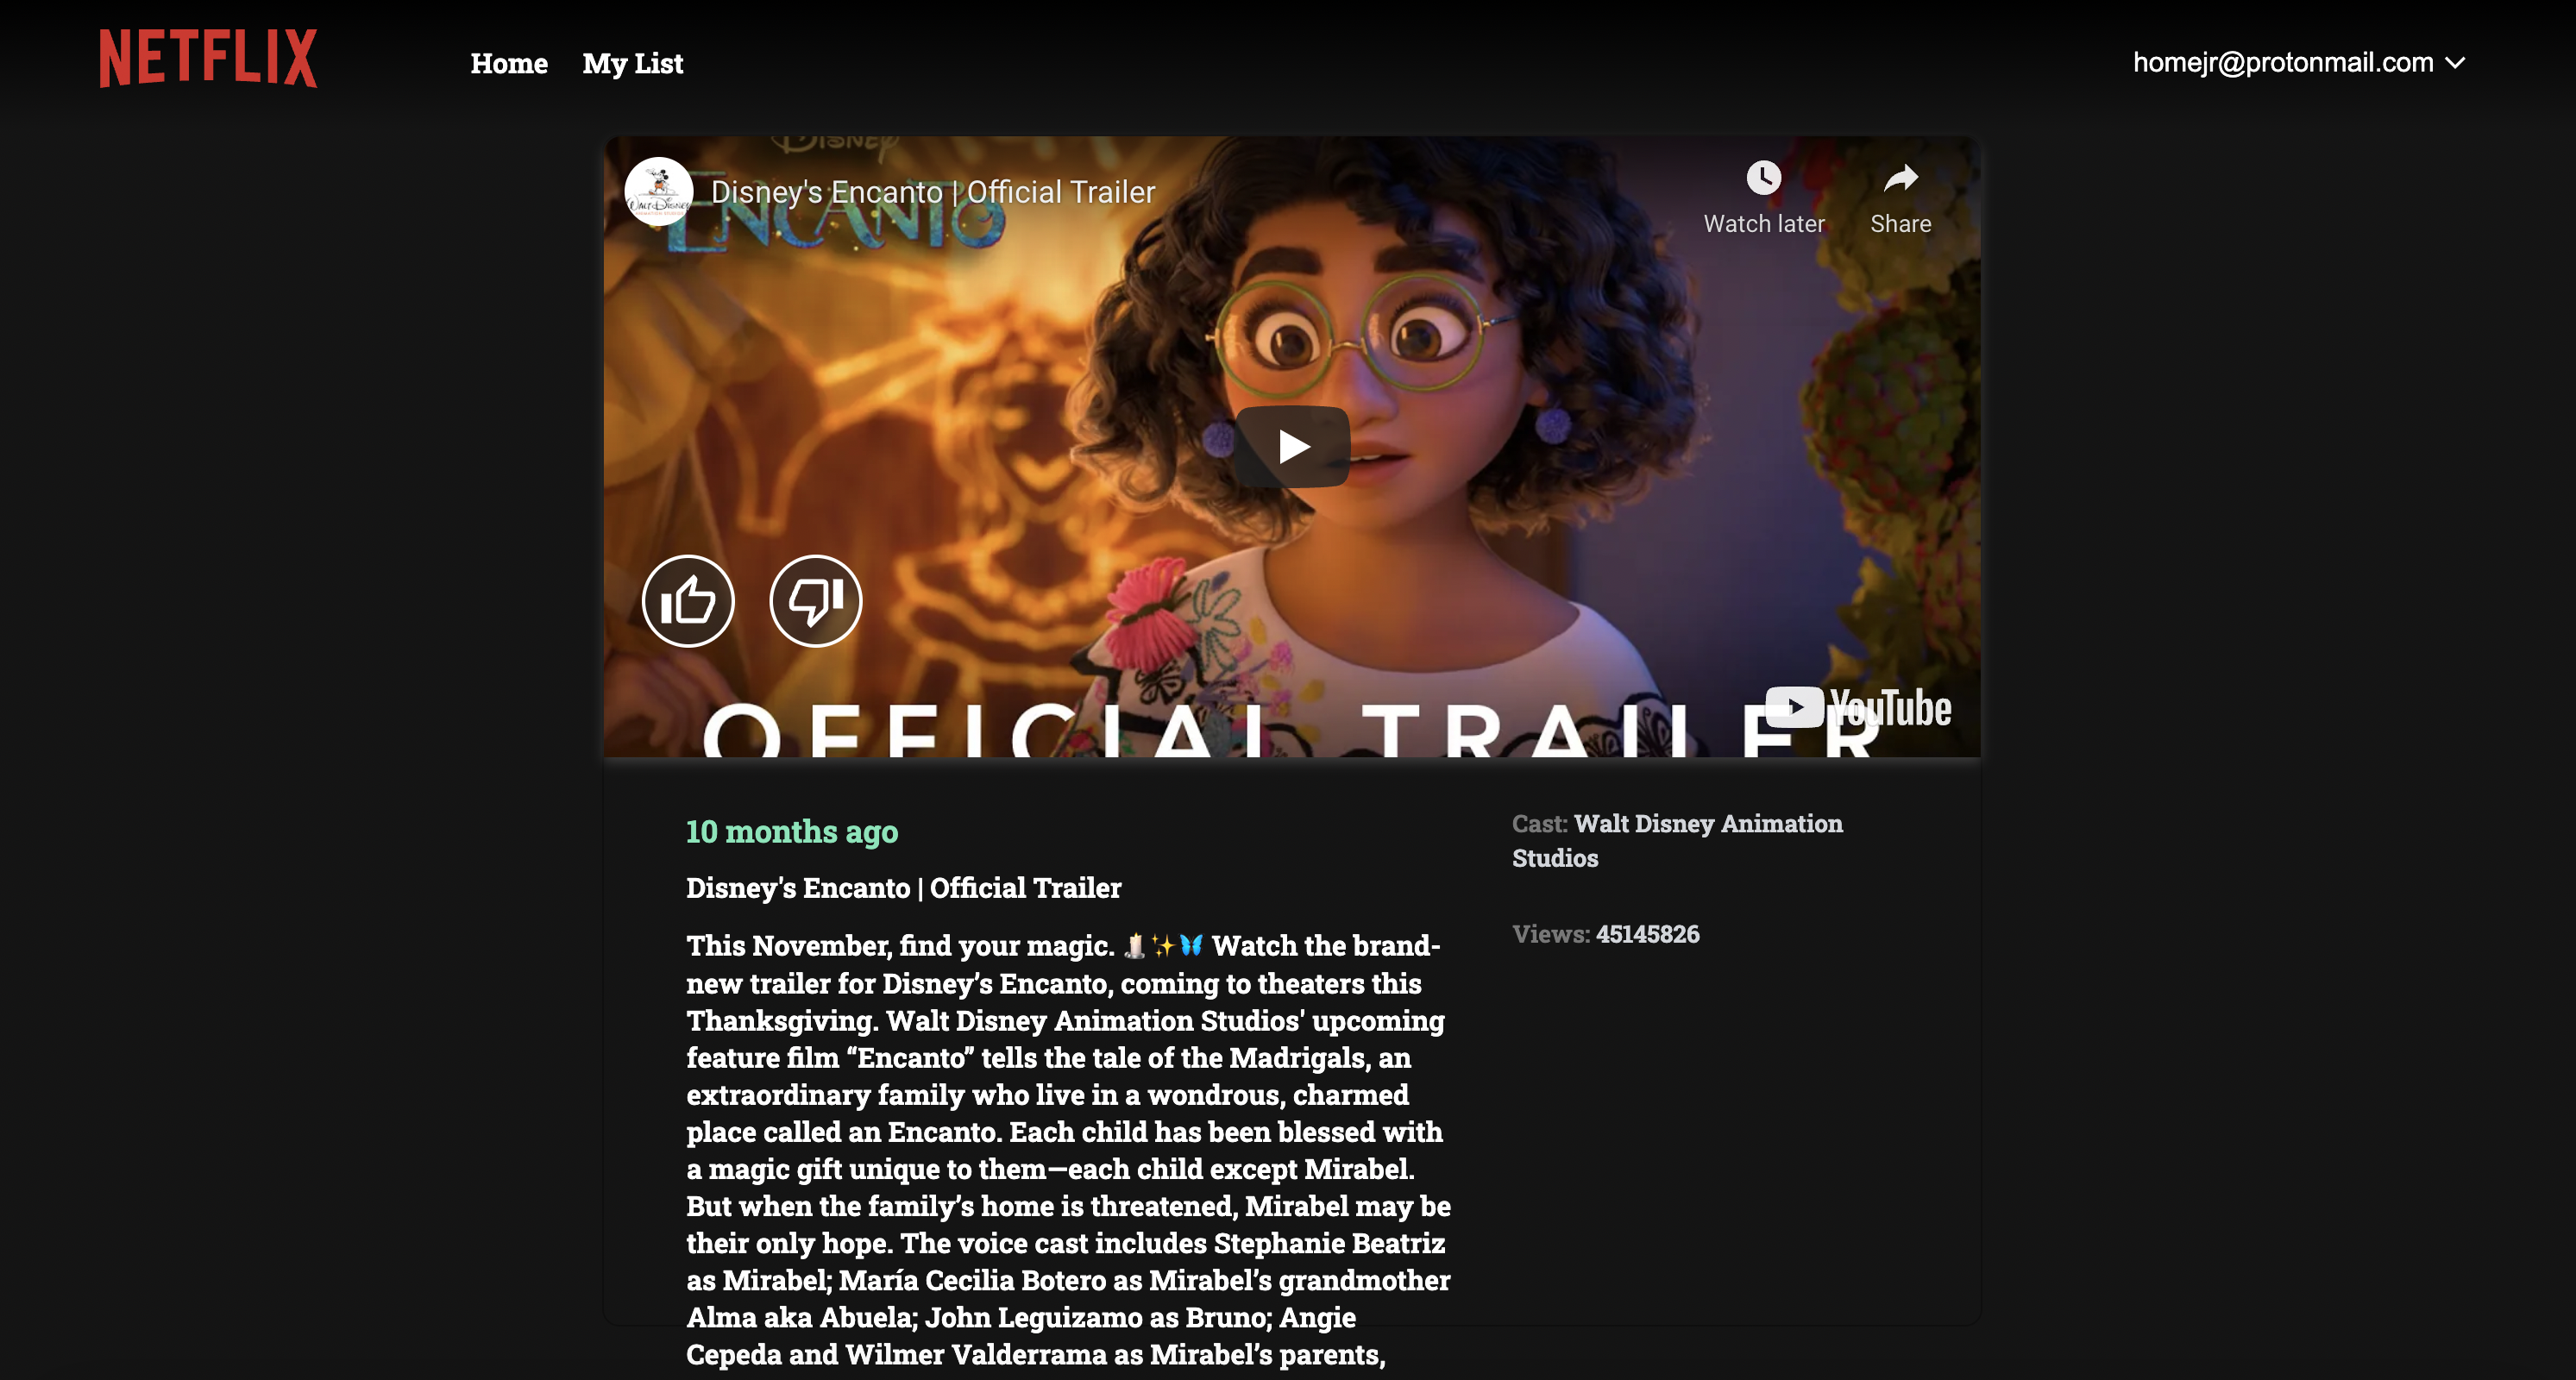 NETFLIX
Home
My List
homejr@protonmail.com
DISNEY
ENCANTO
Disney's Encanto | Official Trailer
Watch later
Share
WALT DISNEY
ANIMATION STUDIOS
OFFICIAL TRAILER
YouTube
10 months ago
Disney's Encanto | Official Trailer
This November, find your magic. 🕯️✨🦋 Watch the brand-
new trailer for Disney’s Encanto, coming to theaters this
Thanksgiving. Walt Disney Animation Studios' upcoming
feature film “Encanto” tells the tale of the Madrigals, an
extraordinary family who live in a wondrous, charmed
place called an Encanto. Each child has been blessed with
a magic gift unique to them—each child except Mirabel.
But when the family’s home is threatened, Mirabel may be
their only hope. The voice cast includes Stephanie Beatriz
as Mirabel; María Cecilia Botero as Mirabel’s grandmother
Alma aka Abuela; John Leguizamo as Bruno; Angie
Cepeda and Wilmer Valderrama as Mirabel’s parents,
Cast: Walt Disney Animation
Studios
Views: 45145826